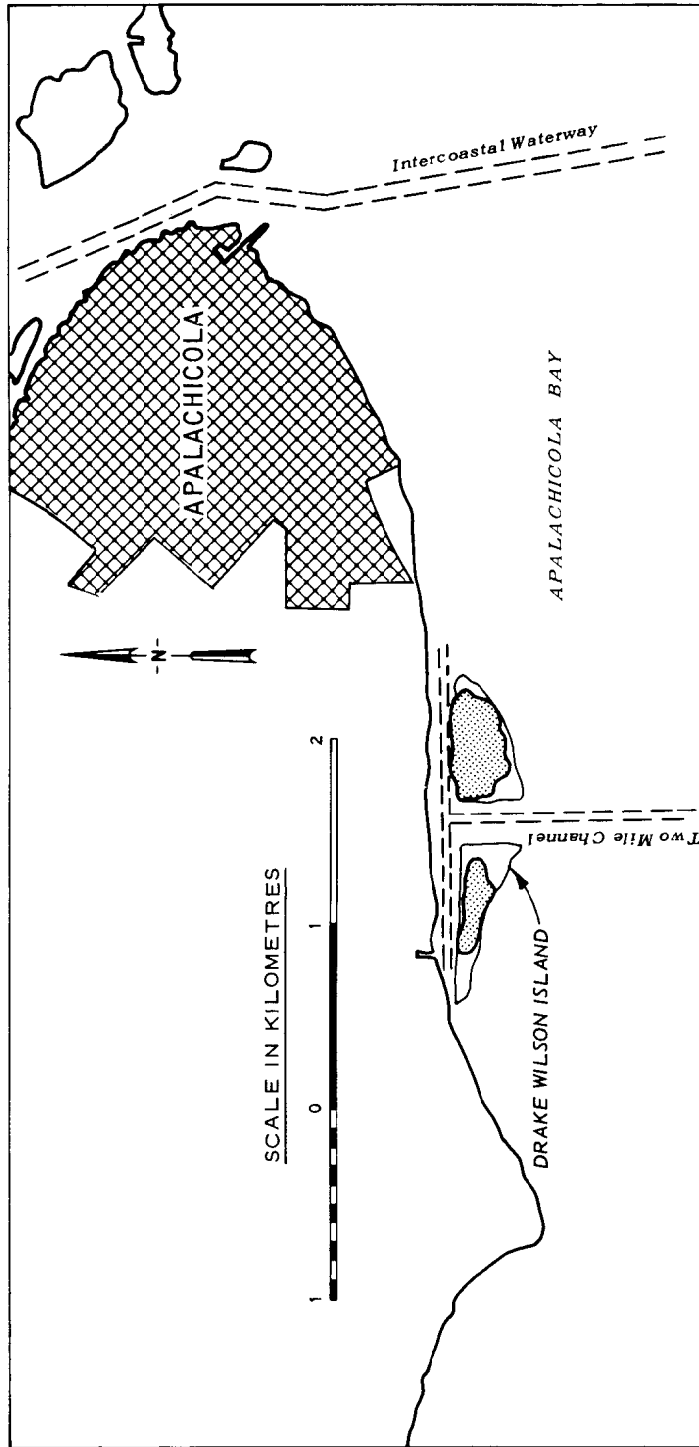 Intercoastal Waterway
APALACHICOLA
APALACHICOLA BAY
-N-
SCALE IN KILOMETRES
1 0 1 2
Two Mile Channel
DRAKE WILSON ISLAND